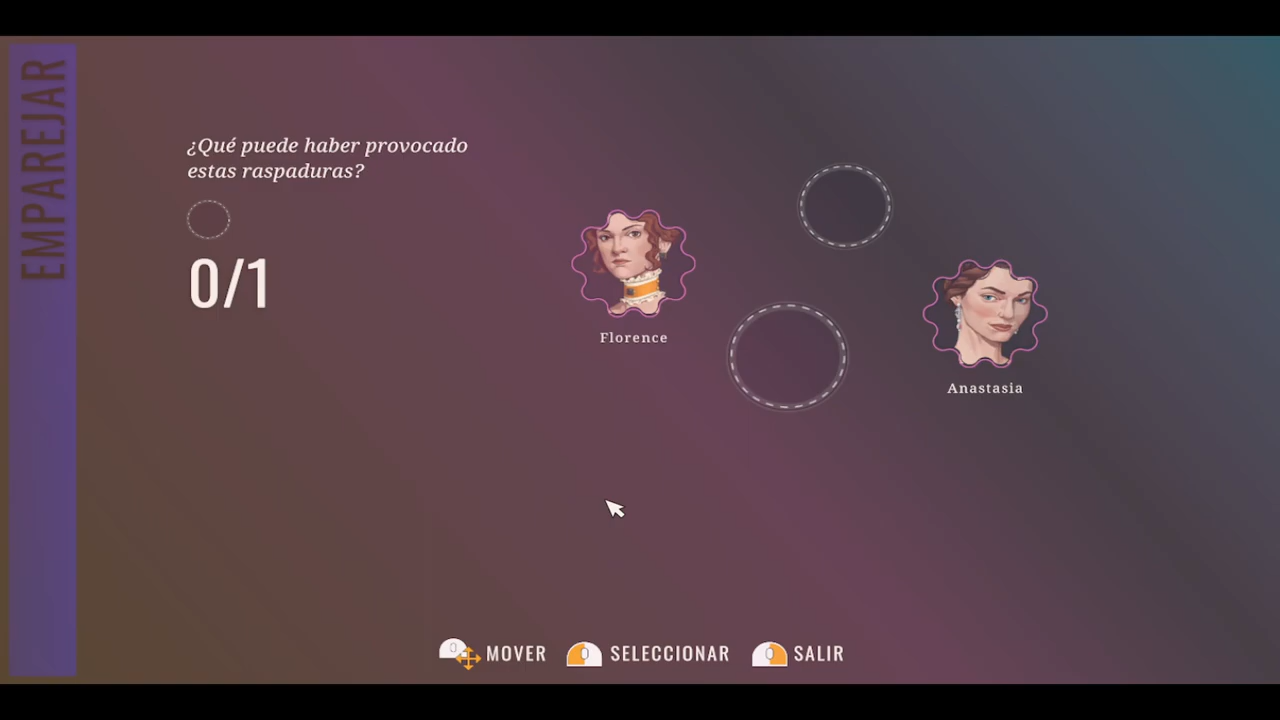 EMPAREJAR
¿Qué puede haber provocado
estas raspaduras?
0/1
Florence
Anastasia
MOVER
SELECCIONAR
SALIR